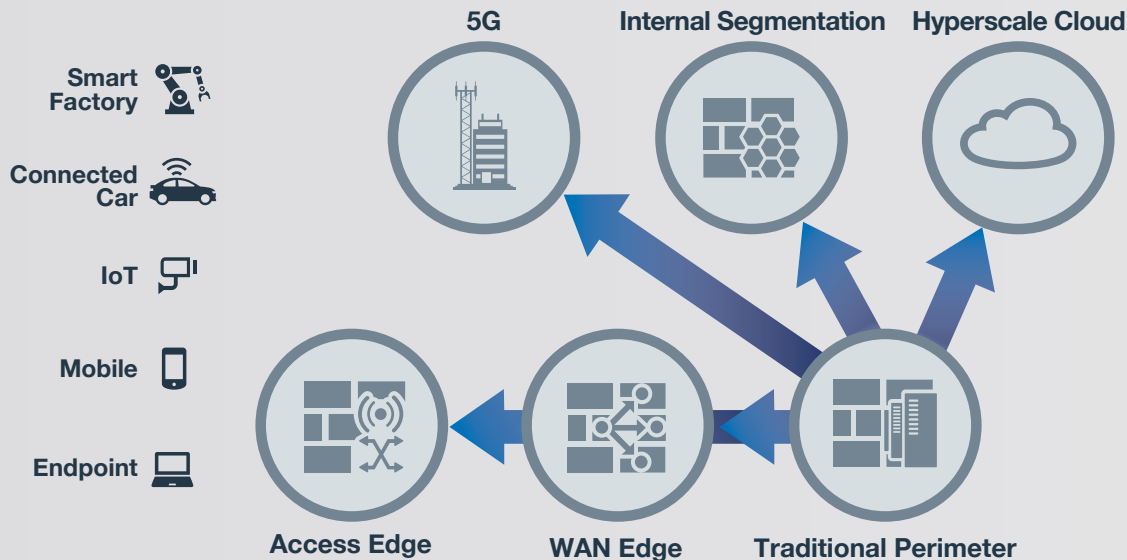 5G
Internal Segmentation
Hyperscale Cloud
Smart
Factory
Connected
Car
IoT
Mobile
Endpoint
Access Edge
WAN Edge
Traditional Perimeter